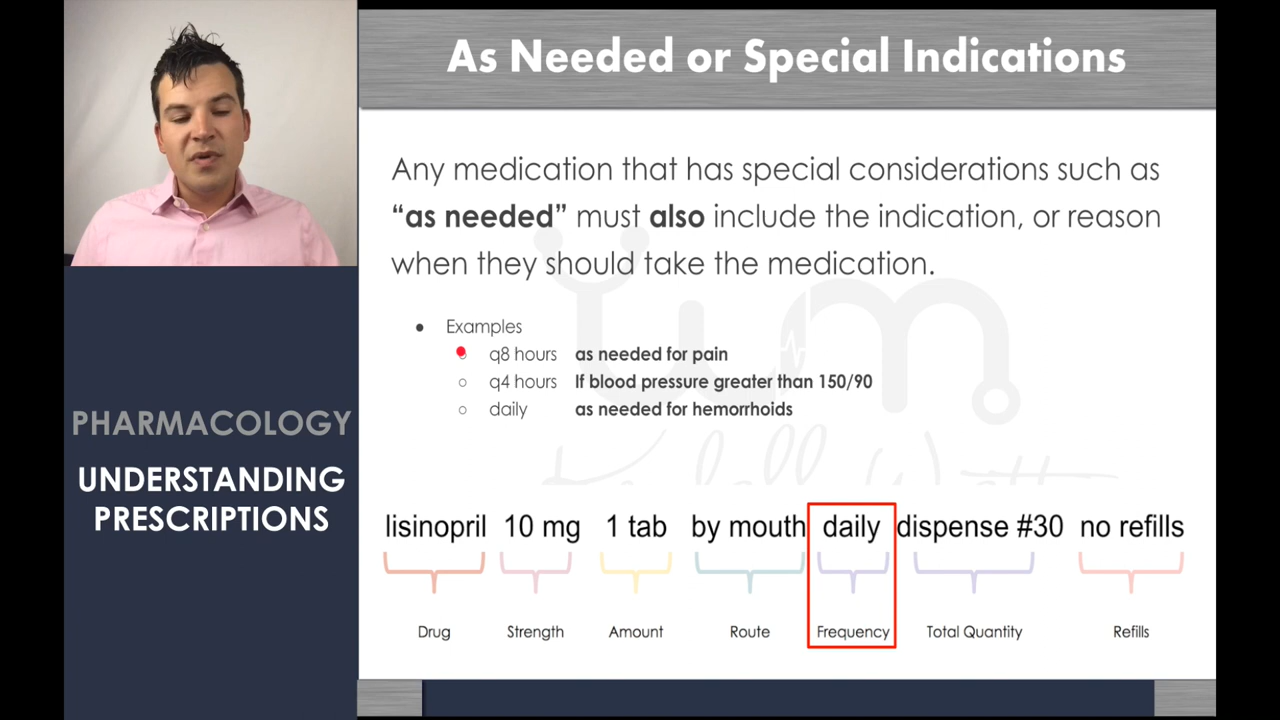 As Needed or Special Indications
Any medication that has special considerations such as
“as needed” must also include the indication, or reason
when they should take the medication.
Examples
q8 hours as needed for pain
q4 hours If blood pressure greater than 150/90
daily as needed for hemorrhoids
PHARMACOLOGY
UNDERSTANDING
PRESCRIPTIONS
lisinopril 10 mg 1 tab by mouth daily dispense #30 no refills
Drug Strength Amount Route Frequency Total Quantity Refills